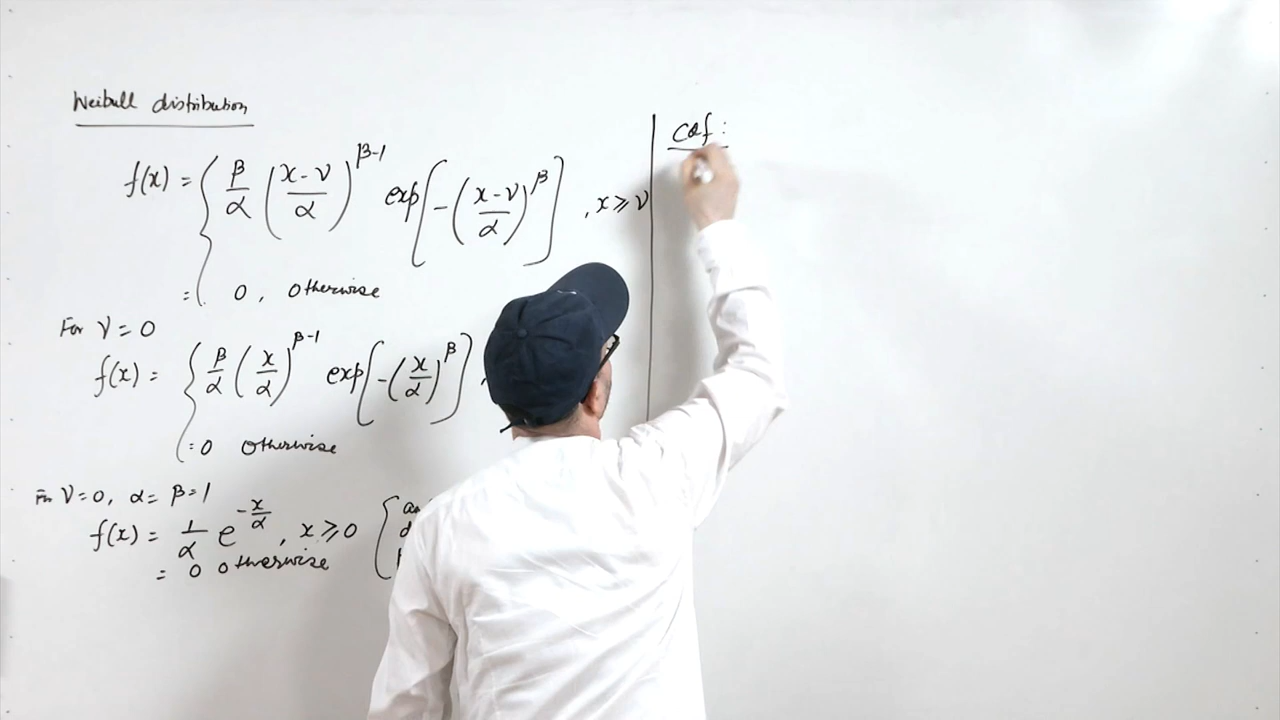 Weibull distribution
f(x) = { β/α ((x-ν)/α)^(β-1) exp[-((x-ν)/α)^β] , x ≥ ν
= 0 , otherwise
For ν = 0
f(x) = { β/α (x/α)^(β-1) exp[-(x/α)^β] ,
= 0 otherwise
For ν = 0, α = β = 1
f(x) = 1/α e^(-x/α) , x ≥ 0 {
= 0 otherwise
Cdf :